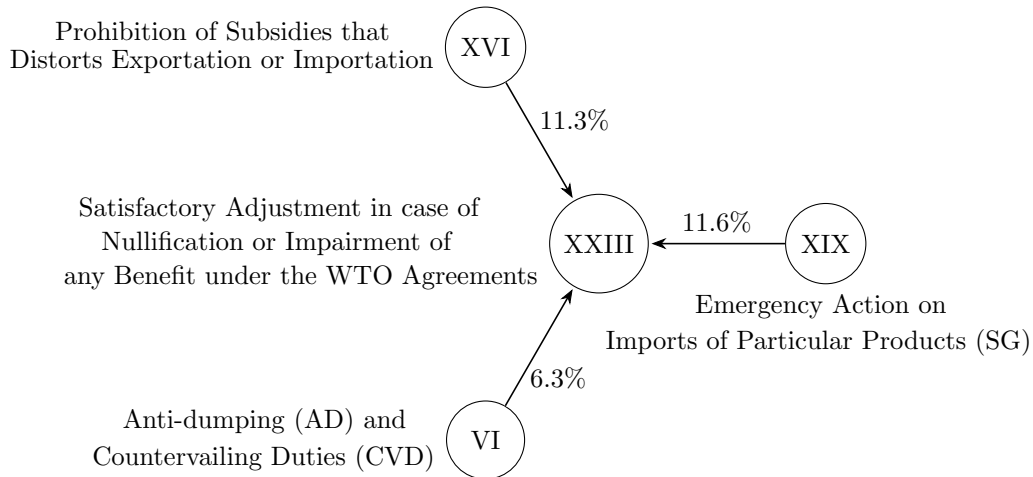 Prohibition of Subsidies that
Distorts Exportation or Importation
XVI
11.3%
Satisfactory Adjustment in case of
Nullification or Impairment of
any Benefit under the WTO Agreements
XXIII
11.6%
XIX
Emergency Action on
Imports of Particular Products (SG)
6.3%
Anti-dumping (AD) and
Countervailing Duties (CVD)
VI